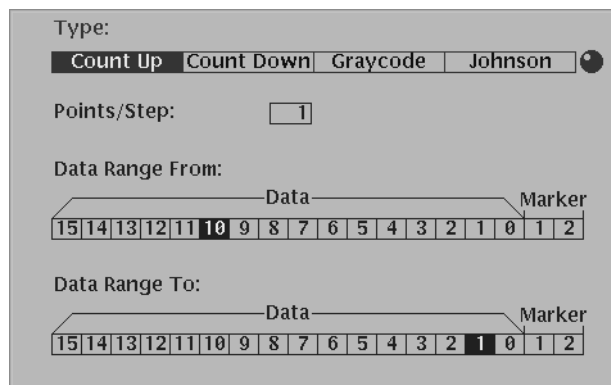 Type:
Count Up Count Down Graycode Johnson
Points/Step: 1
Data Range From:
Data Marker
15 14 13 12 11 10 9 8 7 6 5 4 3 2 1 0 1 2
Data Range To:
Data Marker
15 14 13 12 11 10 9 8 7 6 5 4 3 2 1 0 1 2